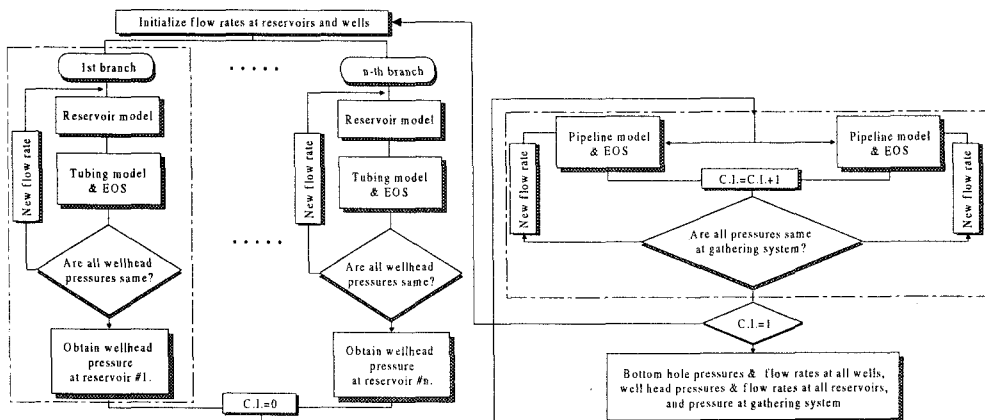 Initialize flow rates at reservoirs and wells
1st branch
Reservoir model
Tubing model
& EOS
New flow rate
Are all wellhead
pressures same?
Obtain wellhead
pressure
at reservoir #1.
.....
.....
n-th branch
Reservoir model
Tubing model
& EOS
New flow rate
Are all wellhead
pressures same?
Obtain wellhead
pressure
at reservoir #n.
C.I.=0
Pipeline model
& EOS
Pipeline model
& EOS
New flow rate
New flow rate
C.I.=C.I.+1
Are all pressures same
at gathering system?
C.I.=1
Bottom hole pressures & flow rates at all wells,
well head pressures & flow rates at all reservoirs,
and pressure at gathering system